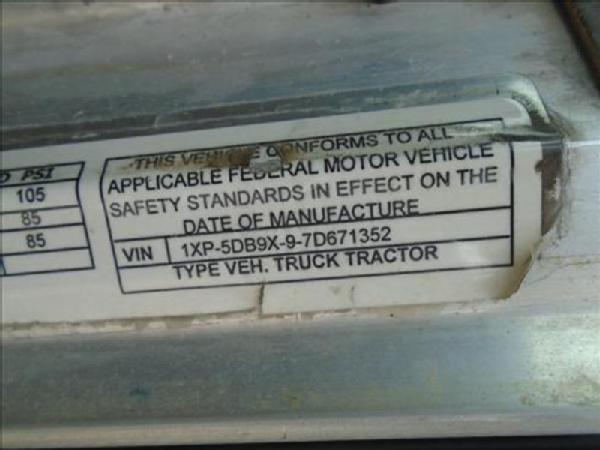 PSI
105
85
85
THIS VEHICLE CONFORMS TO ALL
APPLICABLE FEDERAL MOTOR VEHICLE
SAFETY STANDARDS IN EFFECT ON THE
DATE OF MANUFACTURE
VIN 1XP-5DB9X-9-7D671352
TYPE VEH. TRUCK TRACTOR